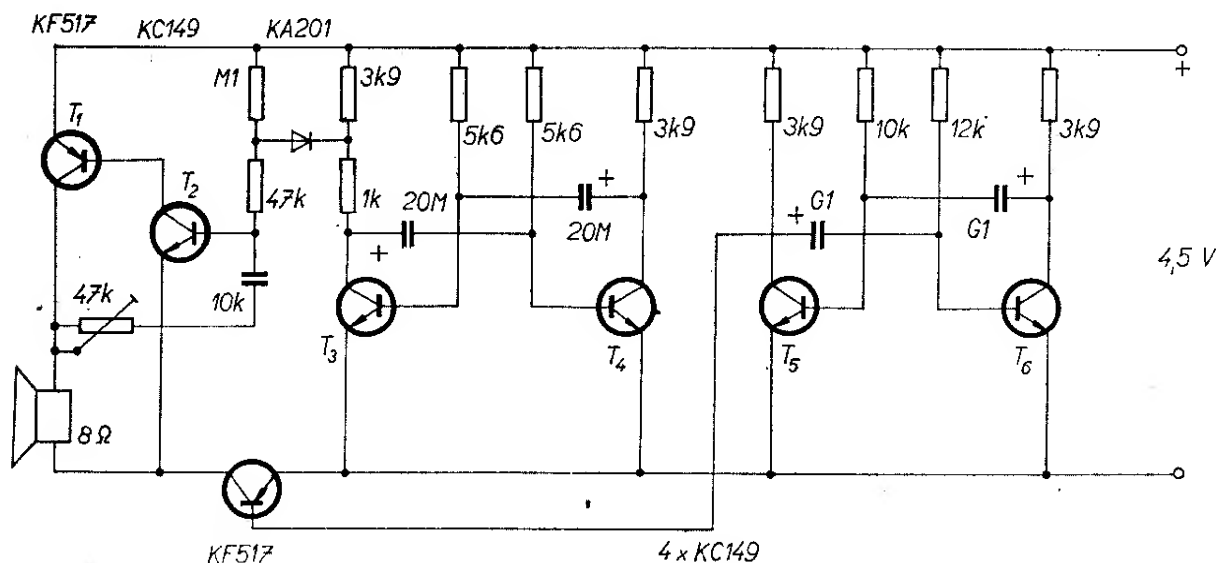 KF517 KC149 KA201
M1 3k9 5k6 5k6 3k9 3k9 10k 12k 3k9 +
T1
T2 47k 1k 20M + 20M + G1 + G1
+ 4,5 V
47k 10k
T3 T4 T5 T6
8Ω
KF517 4 x KC149